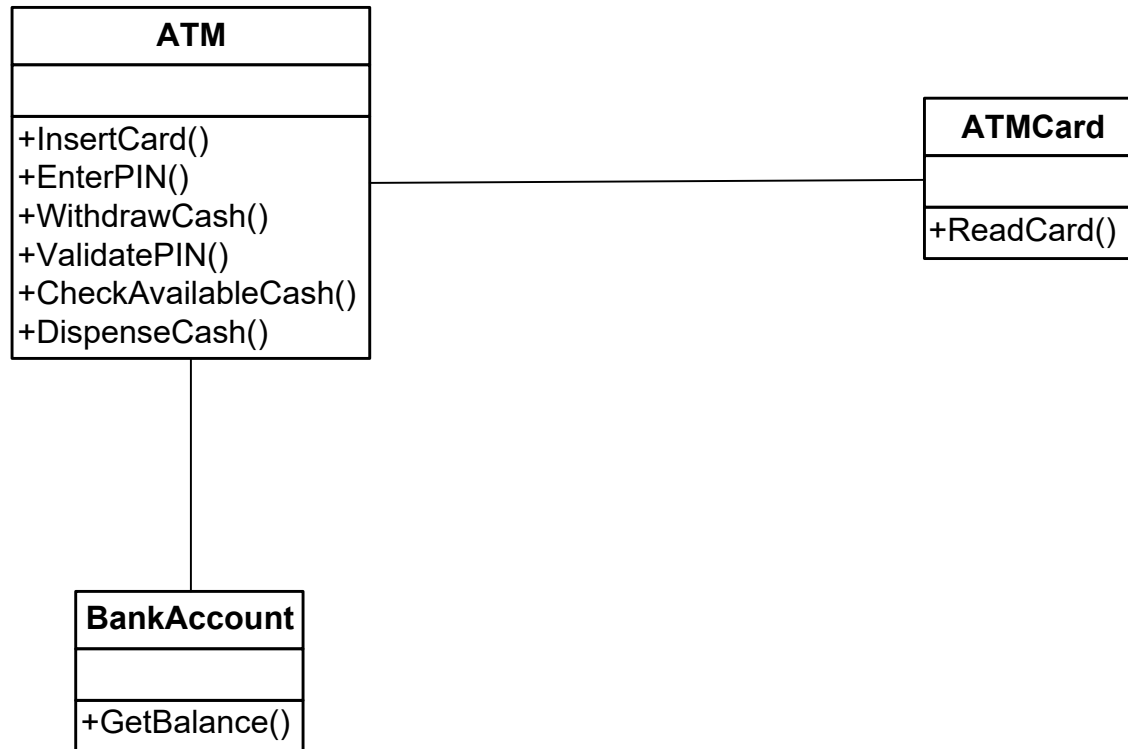 ATM
+InsertCard()
+EnterPIN()
+WithdrawCash()
+ValidatePIN()
+CheckAvailableCash()
+DispenseCash()
ATMCard
+ReadCard()
BankAccount
+GetBalance()